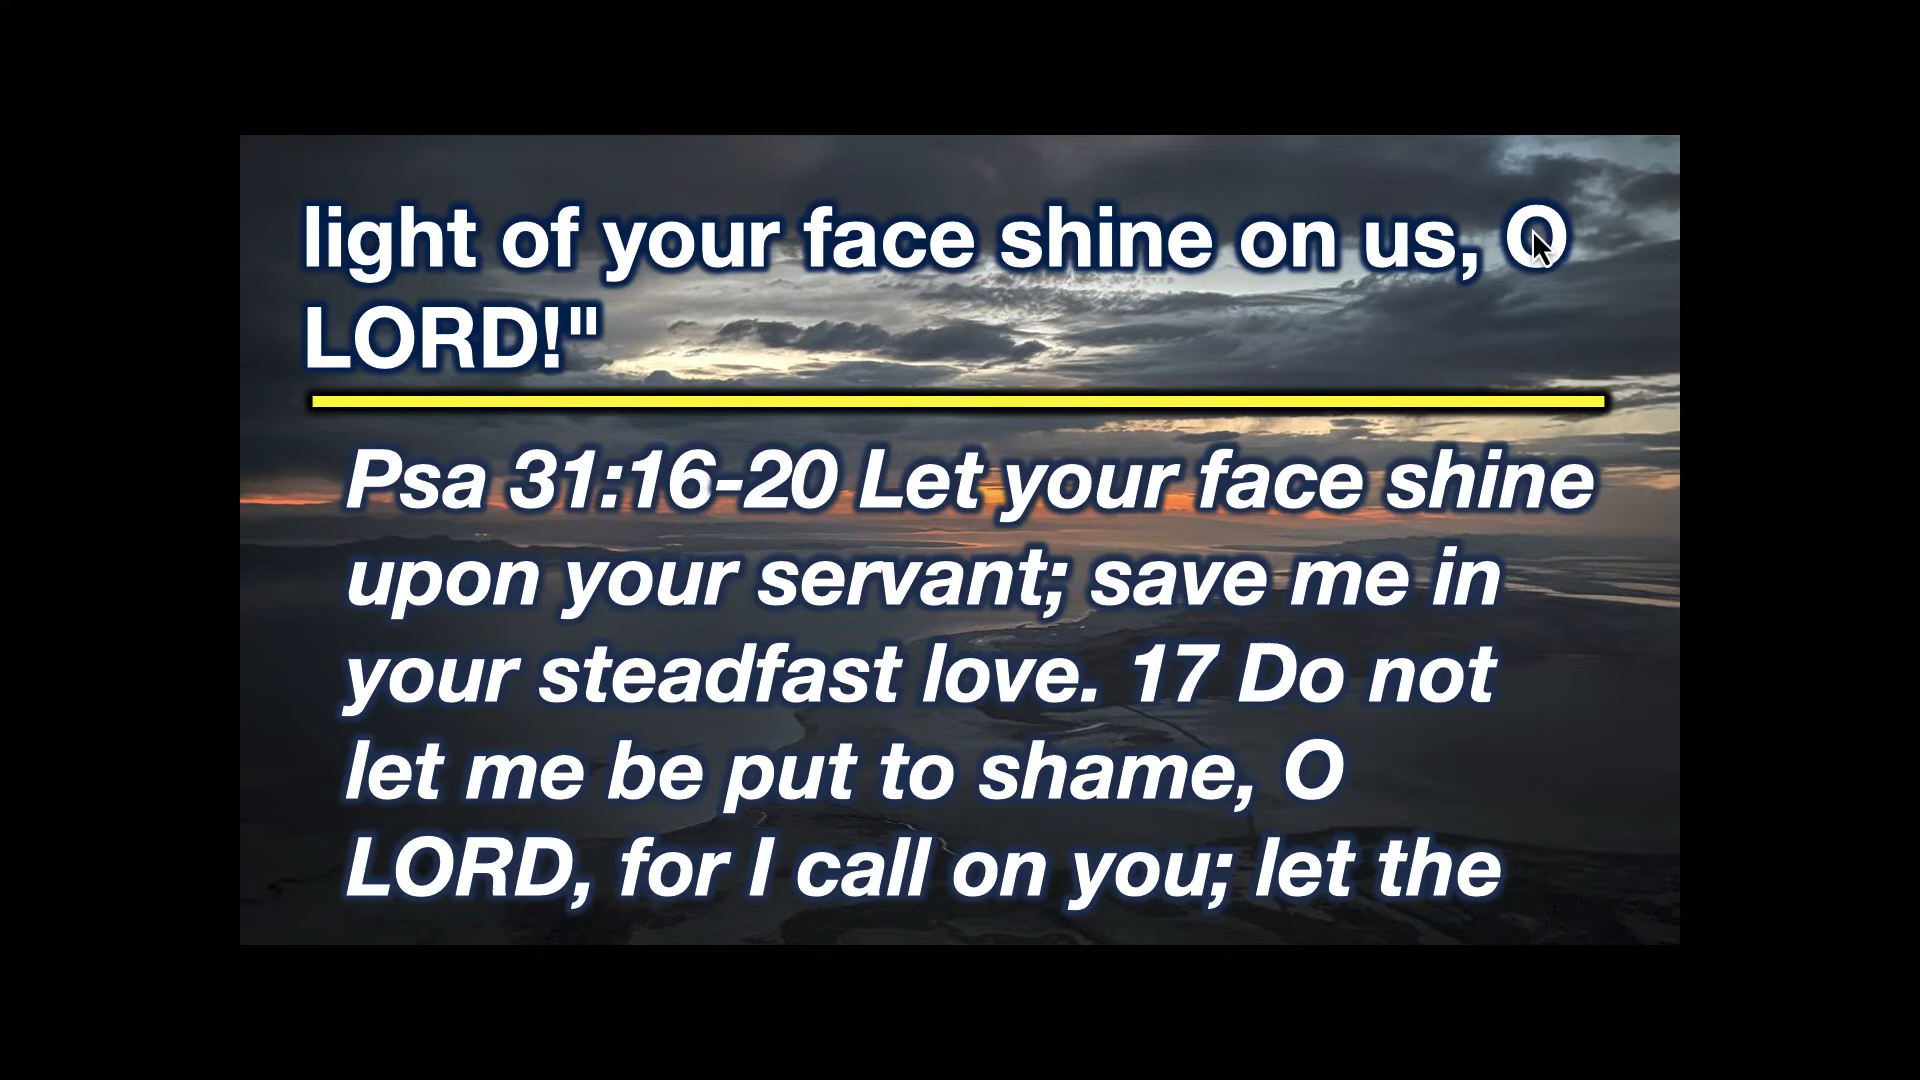 light of your face shine on us, O
LORD!"
Psa 31:16-20 Let your face shine
upon your servant; save me in
your steadfast love. 17 Do not
let me be put to shame, O
LORD, for I call on you; let the